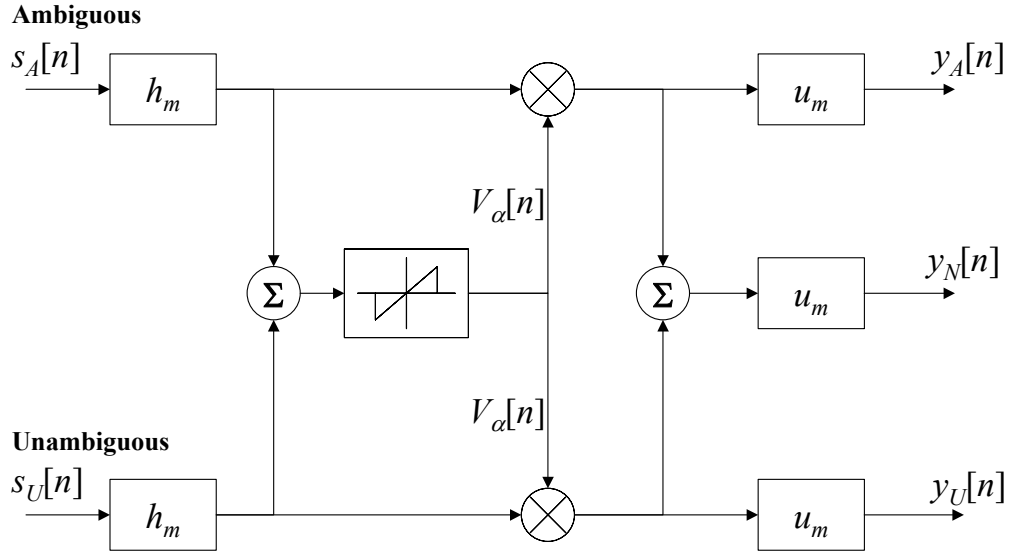 Ambiguous
s_A[n]
h_m
u_m
y_A[n]
V_α[n]
Σ
Σ
u_m
y_N[n]
V_α[n]
Unambiguous
s_U[n]
h_m
u_m
y_U[n]